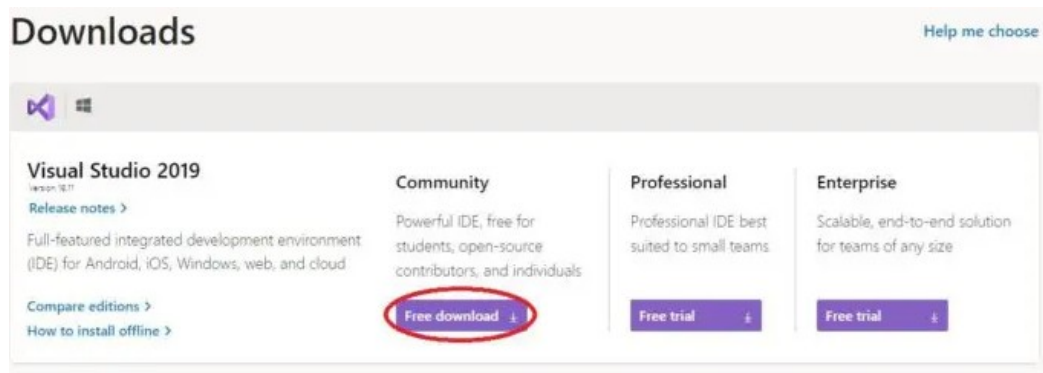 Downloads
Help me choose
Visual Studio 2019
Version 16.11
Release notes >
Full-featured integrated development environment
(IDE) for Android, iOS, Windows, web, and cloud
Compare editions >
How to install offline >
Community
Powerful IDE, free for
students, open-source
contributors, and individuals
Free download
Professional
Professional IDE best
suited to small teams
Free trial
Enterprise
Scalable, end-to-end solution
for teams of any size
Free trial